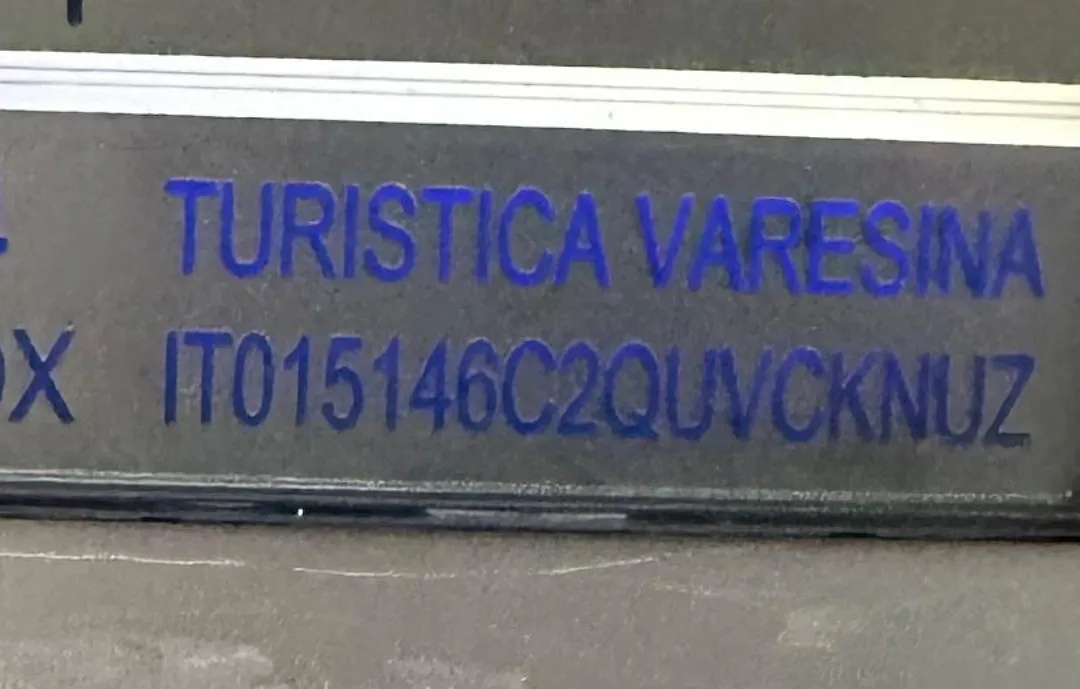 TURISTICA VARESINA
IT015146C2QUVCKNUZ